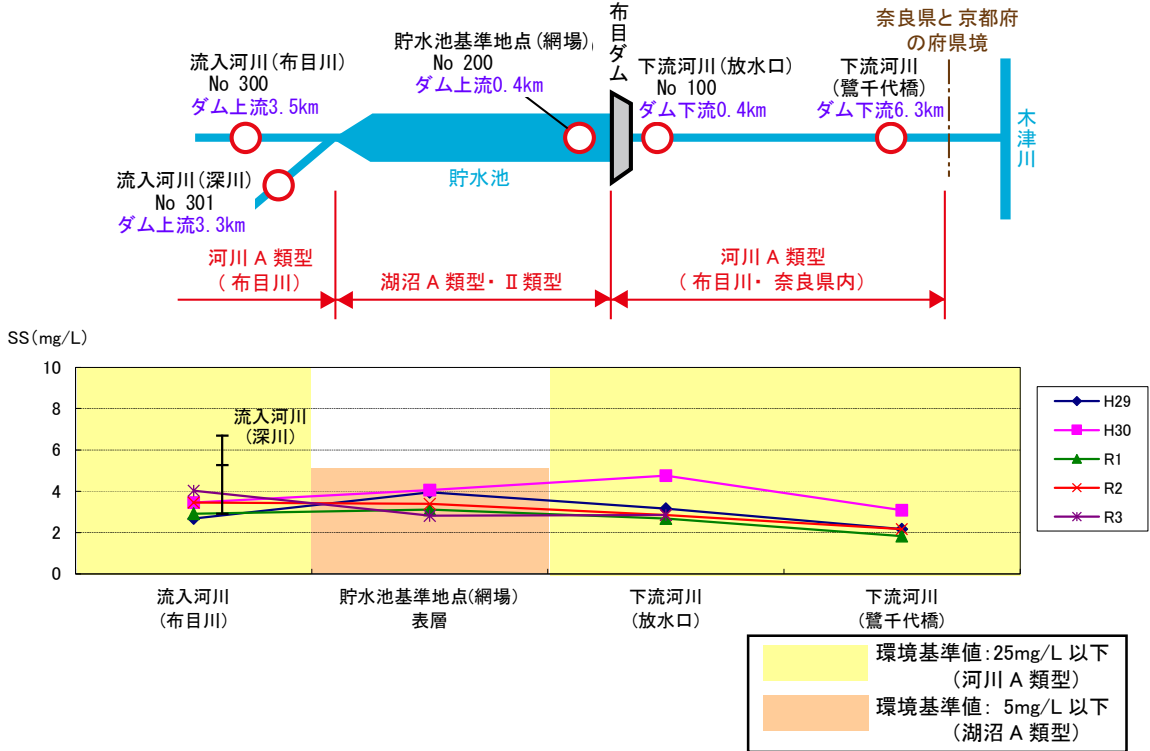 奈良県と京都府
の府県境
布目ダム
貯水池基準地点(網場)
No 200
ダム上流0.4km
流入河川(布目川)
No 300
ダム上流3.5km
下流河川(放水口)
No 100
ダム下流0.4km
下流河川
(鷺千代橋)
ダム下流6.3km
木津川
流入河川(深川)
No 301
ダム上流3.3km
貯水池
河川A類型
(布目川)
湖沼A類型・Ⅱ類型
河川A類型
(布目川・奈良県内)
SS(mg/L)
10
8
6
4
2
0
流入河川
(深川)
H29
H30
R1
R2
R3
流入河川
(布目川)
貯水池基準地点(網場)
表層
下流河川
(放水口)
下流河川
(鷺千代橋)
環境基準値:25mg/L以下
(河川A類型)
環境基準値: 5mg/L以下
(湖沼A類型)